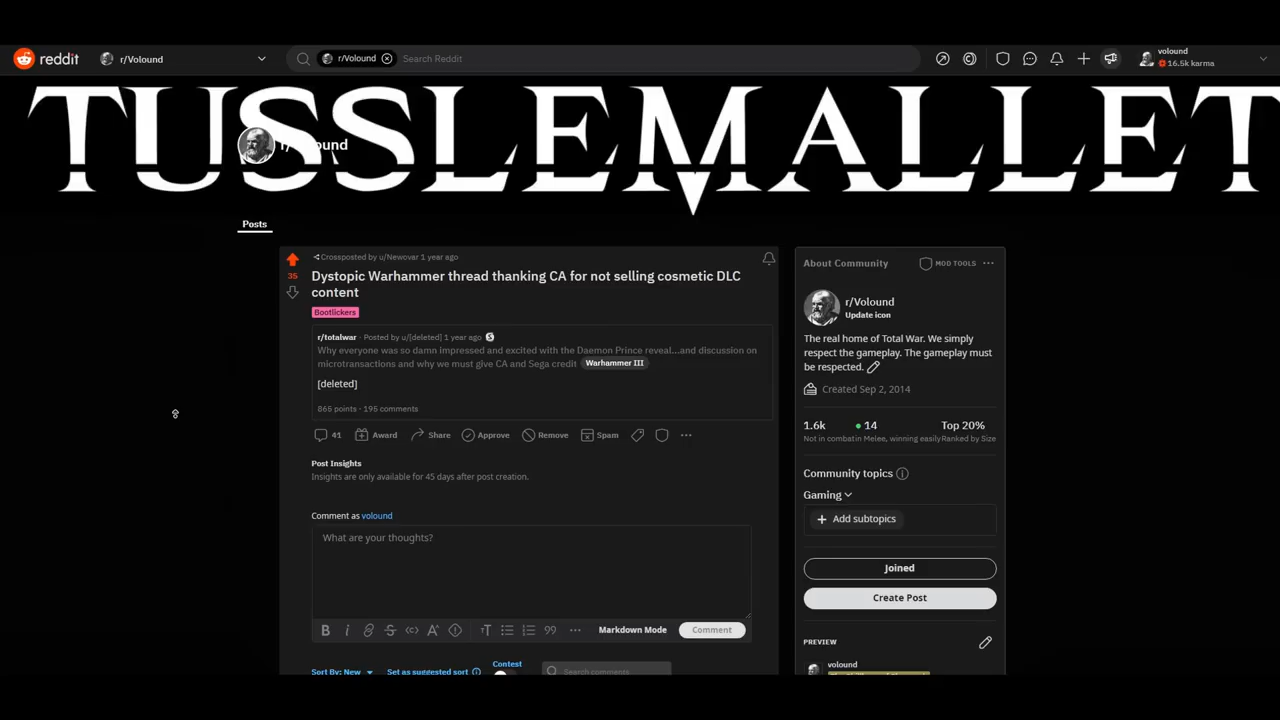 reddit
r/Volound
r/Volound
Search Reddit
volound
16.5k karma
TUSSLEMALLET
Posts
Crossposted by u/Newovar 1 year ago
35
Dystopic Warhammer thread thanking CA for not selling cosmetic DLC
content
Bootlickers
r/totalwar · Posted by u/[deleted] 1 year ago
Why everyone was so damn impressed and excited with the Daemon Prince reveal...and discussion on
microtransactions and why we must give CA and Sega credit Warhammer III
[deleted]
865 points · 195 comments
41 Award Share Approve Remove Spam
Post Insights
Insights are only available for 45 days after post creation.
Comment as volound
What are your thoughts?
Markdown Mode
Comment
Sort By: New
Set as suggested sort
Contest
Search comments
About Community
MOD TOOLS
r/Volound
Update icon
The real home of Total War. We simply
respect the gameplay. The gameplay must
be respected.
Created Sep 2, 2014
1.6k 14 Top 20%
Not in combat in Melee, winning easily Ranked by Size
Community topics
Gaming
Add subtopics
Joined
Create Post
PREVIEW
volound